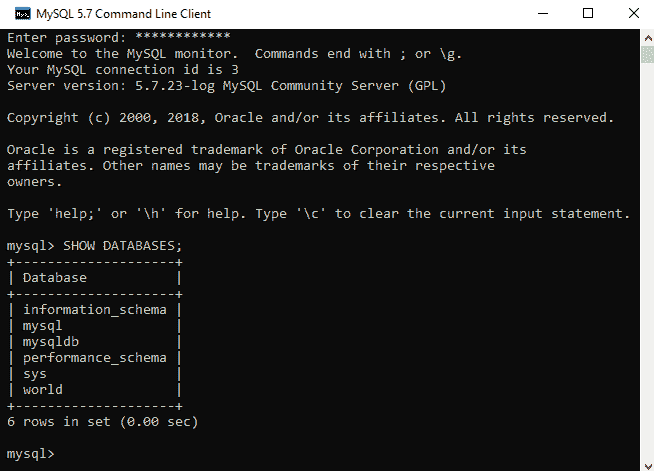 MySQL 5.7 Command Line Client
Enter password: ************
Welcome to the MySQL monitor.  Commands end with ; or \g.
Your MySQL connection id is 3
Server version: 5.7.23-log MySQL Community Server (GPL)
Copyright (c) 2000, 2018, Oracle and/or its affiliates. All rights reserved.
Oracle is a registered trademark of Oracle Corporation and/or its
affiliates. Other names may be trademarks of their respective
owners.
Type 'help;' or '\h' for help. Type '\c' to clear the current input statement.
mysql> SHOW DATABASES;
+--------------------+
| Database           |
+--------------------+
| information_schema |
| mysql              |
| mysqldb            |
| performance_schema |
| sys                |
| world              |
+--------------------+
6 rows in set (0.00 sec)
mysql>